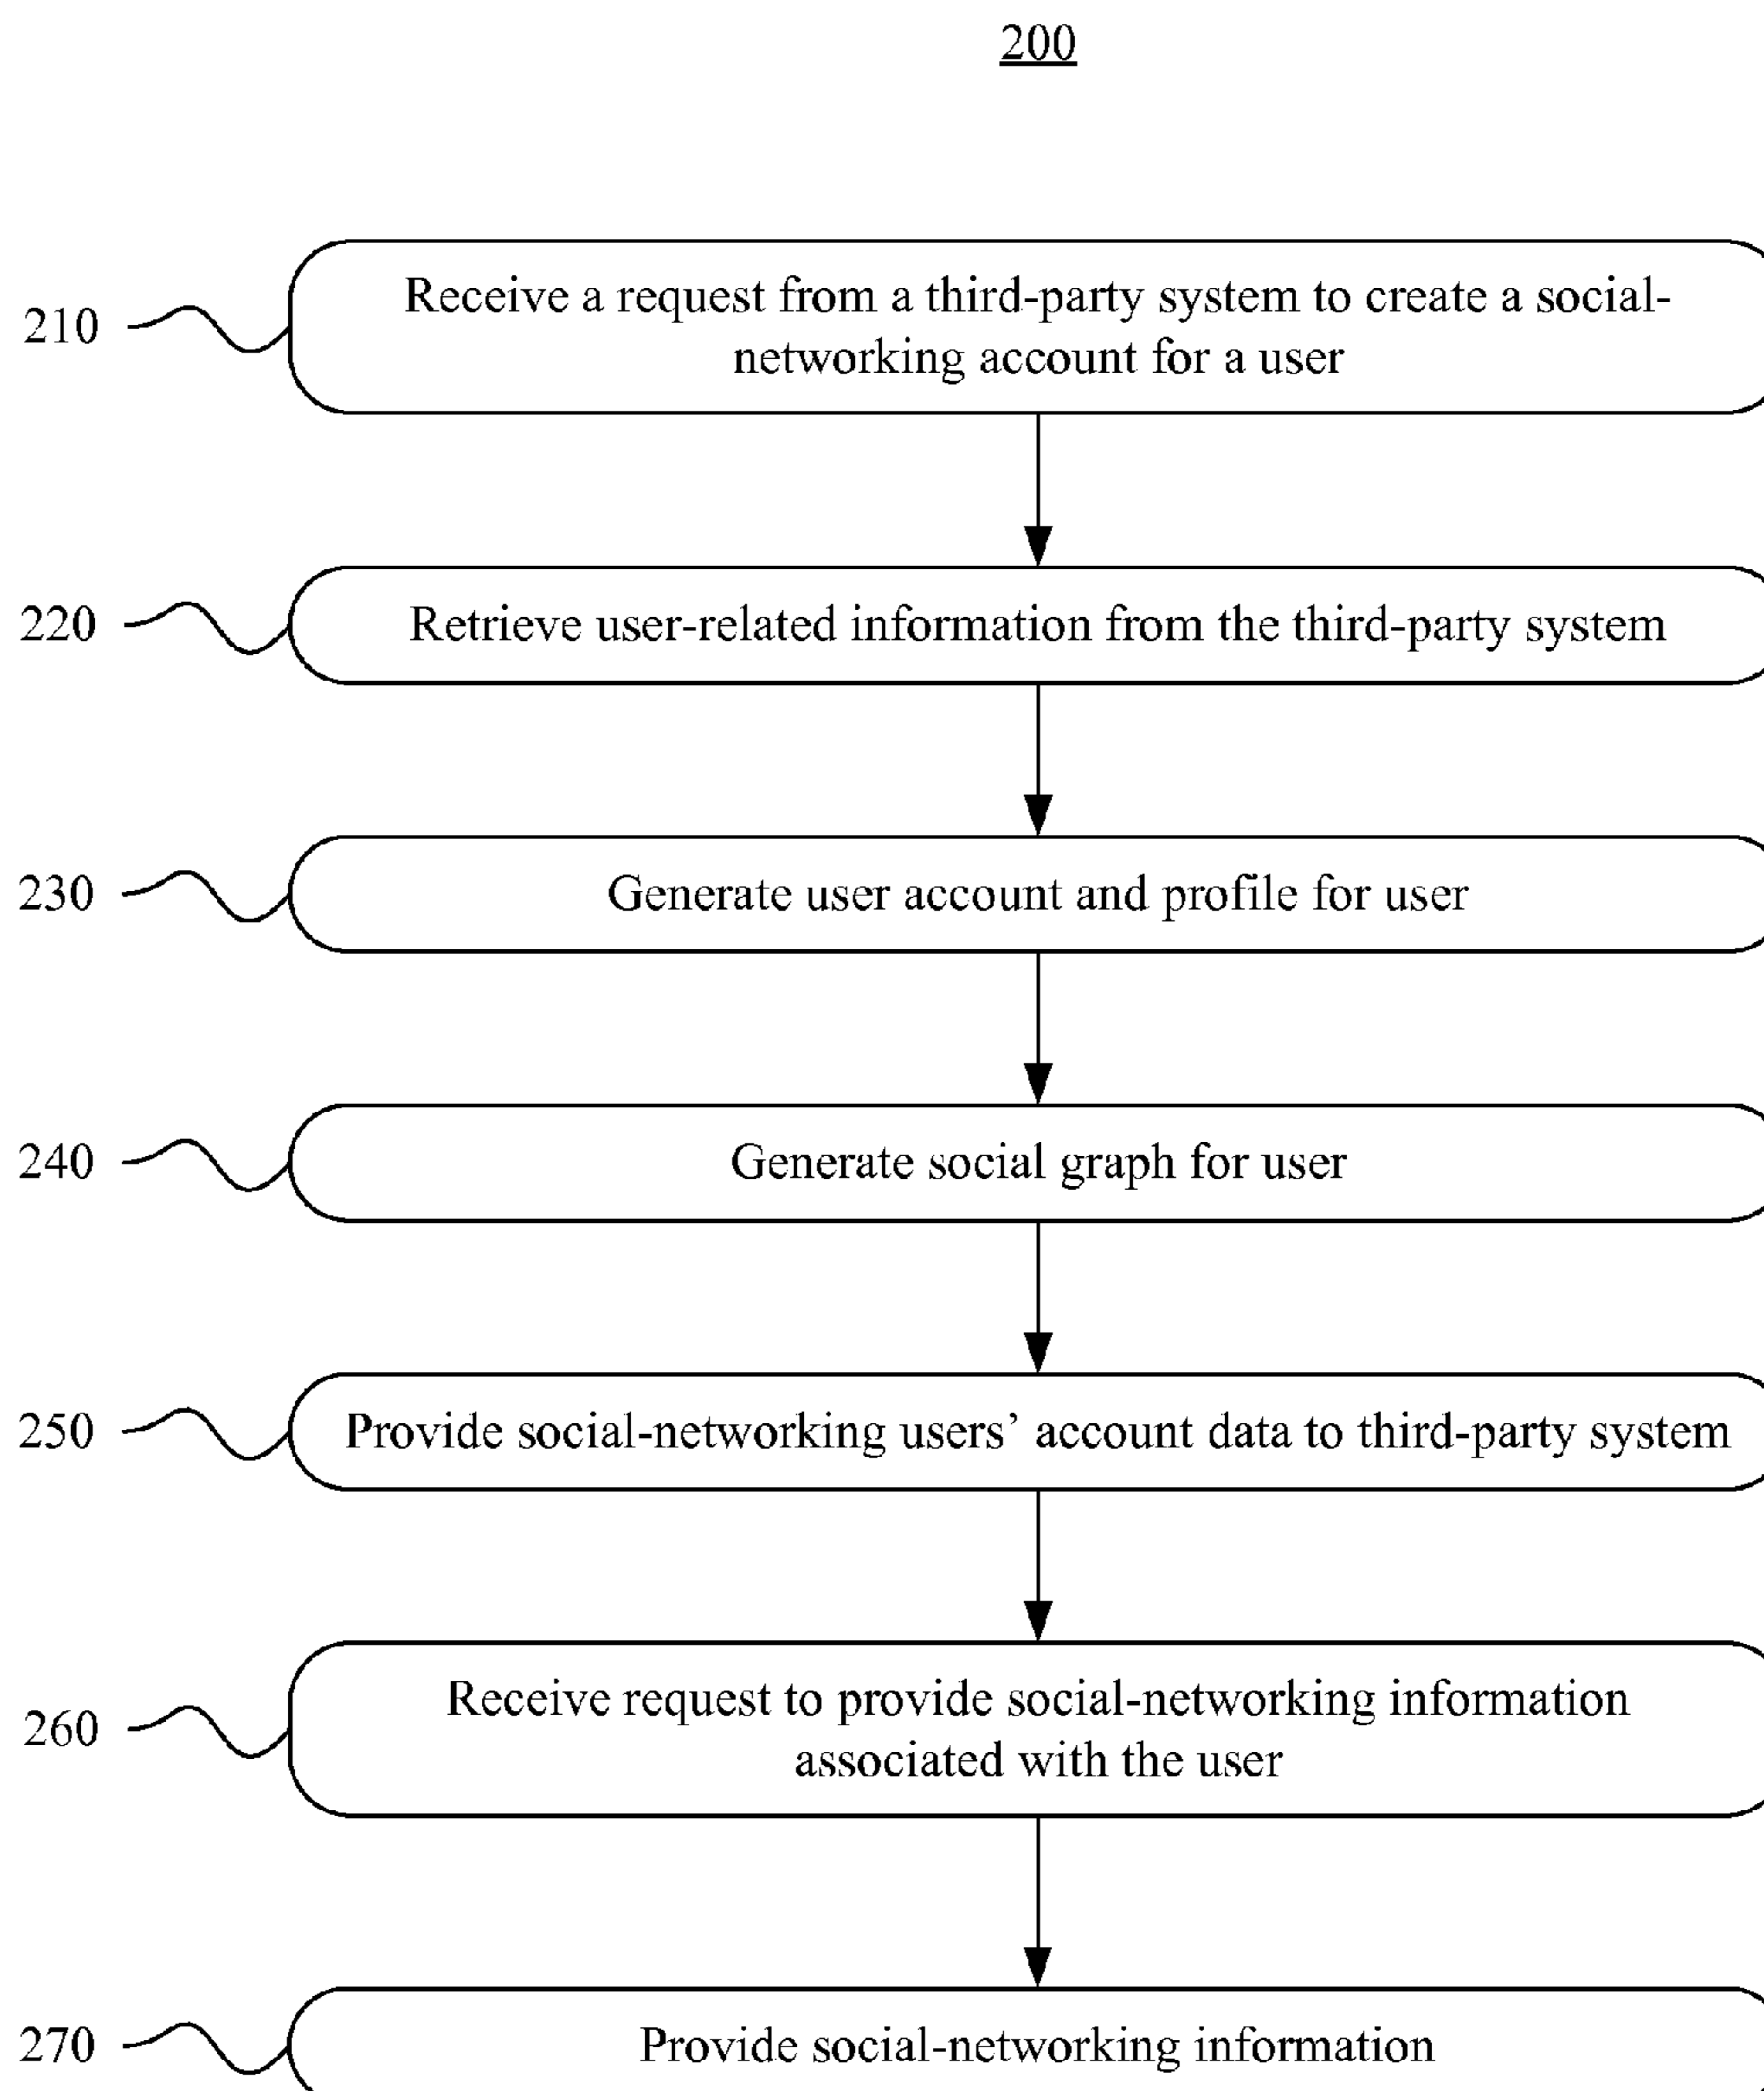 200
210
Receive a request from a third-party system to create a social-
networking account for a user
220
Retrieve user-related information from the third-party system
230
Generate user account and profile for user
240
Generate social graph for user
250
Provide social-networking users’ account data to third-party system
260
Receive request to provide social-networking information
associated with the user
270
Provide social-networking information